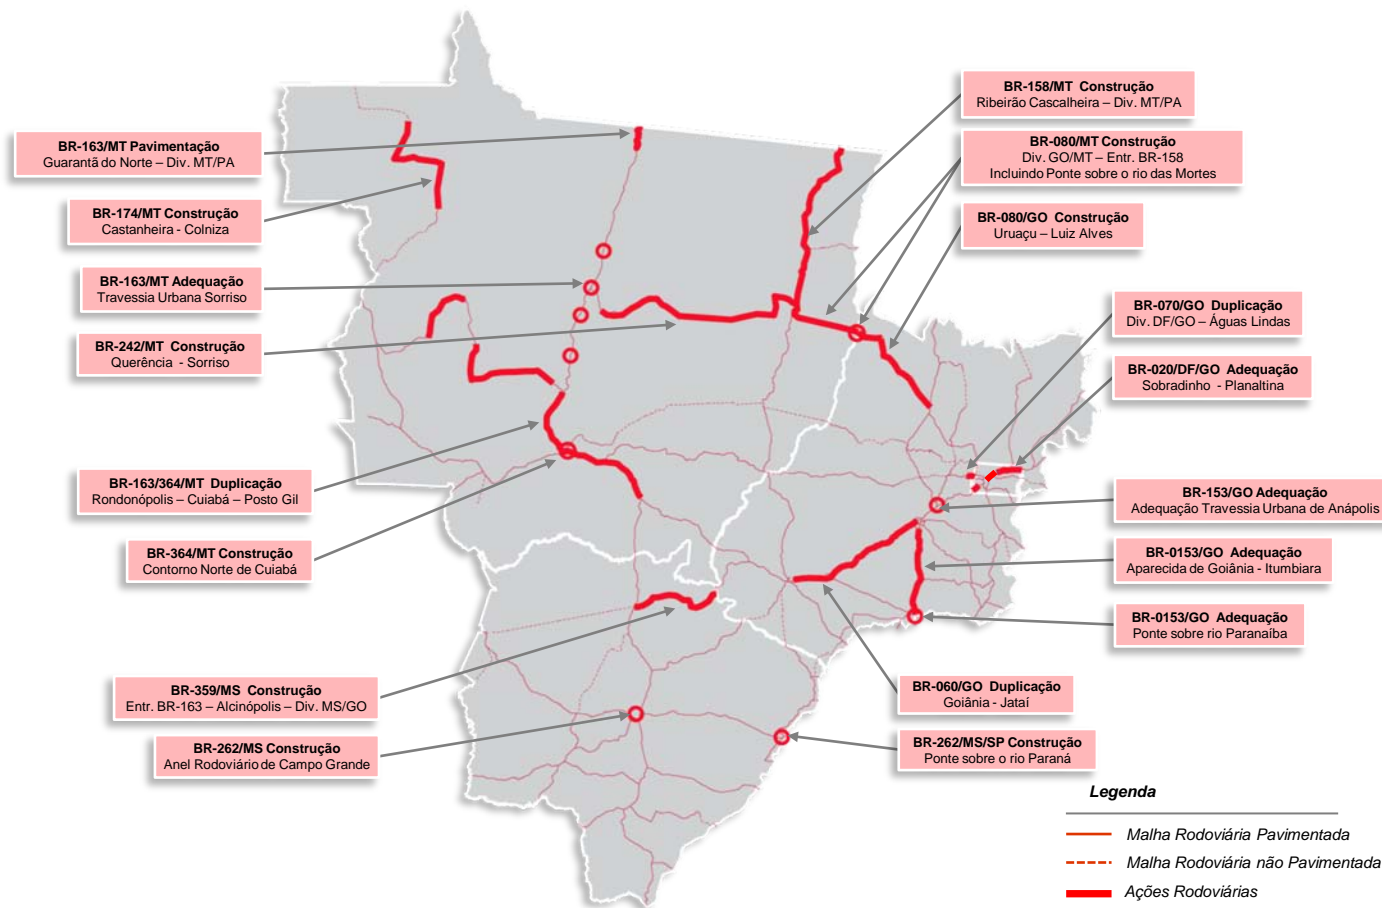 BR-163/MT Pavimentação
Guarantã do Norte – Div. MT/PA
BR-174/MT Construção
Castanheira - Colniza
BR-163/MT Adequação
Travessia Urbana Sorriso
BR-242/MT Construção
Querência - Sorriso
BR-163/364/MT Duplicação
Rondonópolis – Cuiabá – Posto Gil
BR-364/MT Construção
Contorno Norte de Cuiabá
BR-359/MS Construção
Entr. BR-163 – Alcinópolis – Div. MS/GO
BR-262/MS Construção
Anel Rodoviário de Campo Grande
BR-158/MT Construção
Ribeirão Cascalheira – Div. MT/PA
BR-080/MT Construção
Div. GO/MT – Entr. BR-158
Incluindo Ponte sobre o rio das Mortes
BR-080/GO Construção
Uruaçu – Luiz Alves
BR-070/GO Duplicação
Div. DF/GO – Águas Lindas
BR-020/DF/GO Adequação
Sobradinho - Planaltina
BR-153/GO Adequação
Adequação Travessia Urbana de Anápolis
BR-0153/GO Adequação
Aparecida de Goiânia - Itumbiara
BR-0153/GO Adequação
Ponte sobre rio Paranaíba
BR-060/GO Duplicação
Goiânia - Jataí
BR-262/MS/SP Construção
Ponte sobre o rio Paraná
Legenda
Malha Rodoviária Pavimentada
Malha Rodoviária não Pavimentada
Ações Rodoviárias